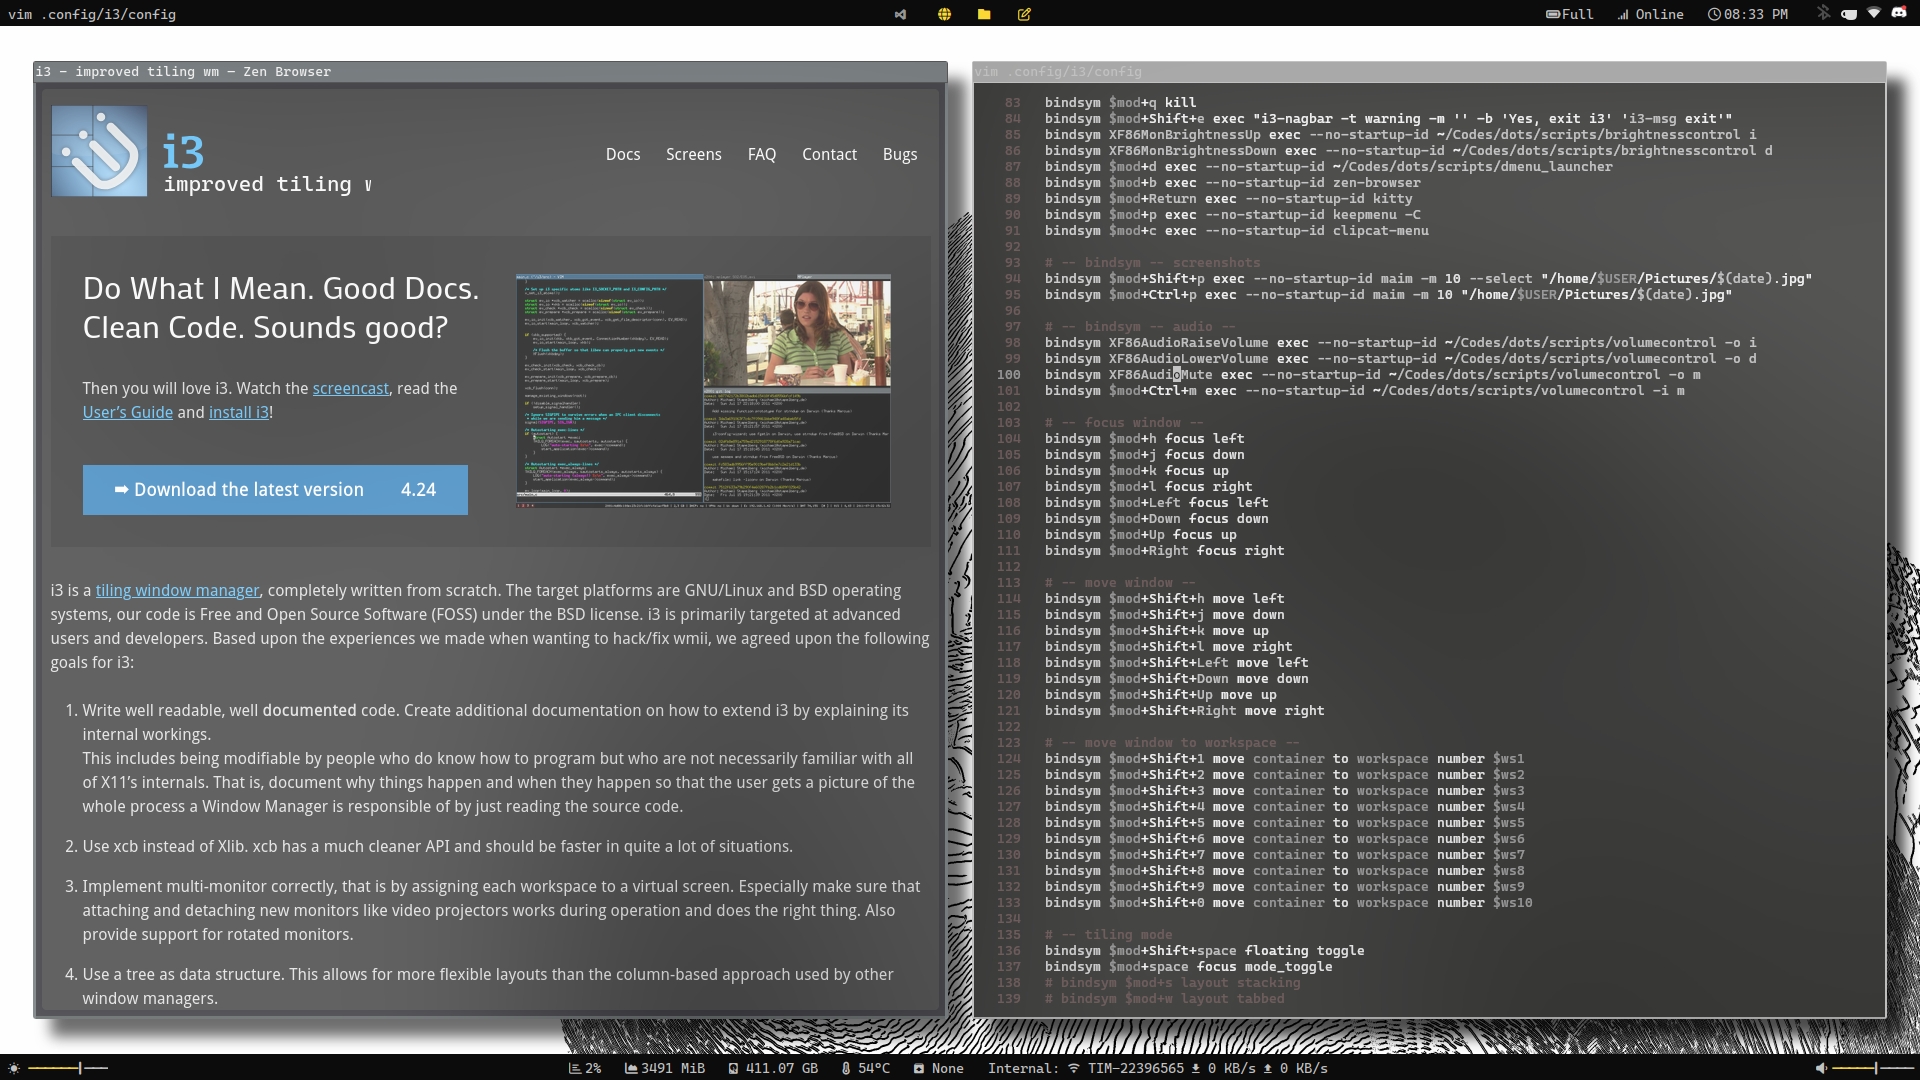 vim .config/i3/config
Full Online 08:33 PM
i3 – improved tiling wm — Zen Browser
i3
improved tiling
Docs Screens FAQ Contact Bugs
Do What I Mean. Good Docs.
Clean Code. Sounds good?
Then you will love i3. Watch the screencast, read the
User's Guide and install i3!
➡ Download the latest version 4.24
i3 is a tiling window manager, completely written from scratch. The target platforms are GNU/Linux and BSD operating
systems, our code is Free and Open Source Software (FOSS) under the BSD license. i3 is primarily targeted at advanced
users and developers. Based upon the experiences we made when wanting to hack/fix wmii, we agreed upon the following
goals for i3:
1. Write well readable, well documented code. Create additional documentation on how to extend i3 by explaining its
internal workings.
This includes being modifiable by people who do know how to program but who are not necessarily familiar with all
of X11's internals. That is, document why things happen and when they happen so that the user gets a picture of the
whole process a Window Manager is responsible of by just reading the source code.
2. Use xcb instead of Xlib. xcb has a much cleaner API and should be faster in quite a lot of situations.
3. Implement multi-monitor correctly, that is by assigning each workspace to a virtual screen. Especially make sure that
attaching and detaching new monitors like video projectors works during operation and does the right thing. Also
provide support for rotated monitors.
4. Use a tree as data structure. This allows for more flexible layouts than the column-based approach used by other
window managers.
vim .config/i3/config
83 bindsym $mod+q kill
84 bindsym $mod+Shift+e exec "i3-nagbar -t warning -m '' -b 'Yes, exit i3' 'i3-msg exit'"
85 bindsym XF86MonBrightnessUp exec --no-startup-id ~/Codes/dots/scripts/brightnesscontrol i
86 bindsym XF86MonBrightnessDown exec --no-startup-id ~/Codes/dots/scripts/brightnesscontrol d
87 bindsym $mod+d exec --no-startup-id ~/Codes/dots/scripts/dmenu_launcher
88 bindsym $mod+b exec --no-startup-id zen-browser
89 bindsym $mod+Return exec --no-startup-id kitty
90 bindsym $mod+p exec --no-startup-id keepmenu -C
91 bindsym $mod+c exec --no-startup-id clipcat-menu
92
93 # -- bindsym -- screenshots
94 bindsym $mod+Shift+p exec --no-startup-id maim -m 10 --select "/home/$USER/Pictures/$(date).jpg"
95 bindsym $mod+Ctrl+p exec --no-startup-id maim -m 10 "/home/$USER/Pictures/$(date).jpg"
96
97 # -- bindsym -- audio --
98 bindsym XF86AudioRaiseVolume exec --no-startup-id ~/Codes/dots/scripts/volumecontrol -o i
99 bindsym XF86AudioLowerVolume exec --no-startup-id ~/Codes/dots/scripts/volumecontrol -o d
100 bindsym XF86AudioMute exec --no-startup-id ~/Codes/dots/scripts/volumecontrol -o m
101 bindsym $mod+Ctrl+m exec --no-startup-id ~/Codes/dots/scripts/volumecontrol -i m
102
103 # -- focus window --
104 bindsym $mod+h focus left
105 bindsym $mod+j focus down
106 bindsym $mod+k focus up
107 bindsym $mod+l focus right
108 bindsym $mod+Left focus left
109 bindsym $mod+Down focus down
110 bindsym $mod+Up focus up
111 bindsym $mod+Right focus right
112
113 # -- move window --
114 bindsym $mod+Shift+h move left
115 bindsym $mod+Shift+j move down
116 bindsym $mod+Shift+k move up
117 bindsym $mod+Shift+l move right
118 bindsym $mod+Shift+Left move left
119 bindsym $mod+Shift+Down move down
120 bindsym $mod+Shift+Up move up
121 bindsym $mod+Shift+Right move right
122
123 # -- move window to workspace --
124 bindsym $mod+Shift+1 move container to workspace number $ws1
125 bindsym $mod+Shift+2 move container to workspace number $ws2
126 bindsym $mod+Shift+3 move container to workspace number $ws3
127 bindsym $mod+Shift+4 move container to workspace number $ws4
128 bindsym $mod+Shift+5 move container to workspace number $ws5
129 bindsym $mod+Shift+6 move container to workspace number $ws6
130 bindsym $mod+Shift+7 move container to workspace number $ws7
131 bindsym $mod+Shift+8 move container to workspace number $ws8
132 bindsym $mod+Shift+9 move container to workspace number $ws9
133 bindsym $mod+Shift+0 move container to workspace number $ws10
134
135 # -- tiling mode
136 bindsym $mod+Shift+space floating toggle
137 bindsym $mod+space focus mode_toggle
138 # bindsym $mod+s layout stacking
139 # bindsym $mod+w layout tabbed
2% 3491 MiB 411.07 GB 54°C None Internal: TIM-22396565 0 KB/s 0 KB/s